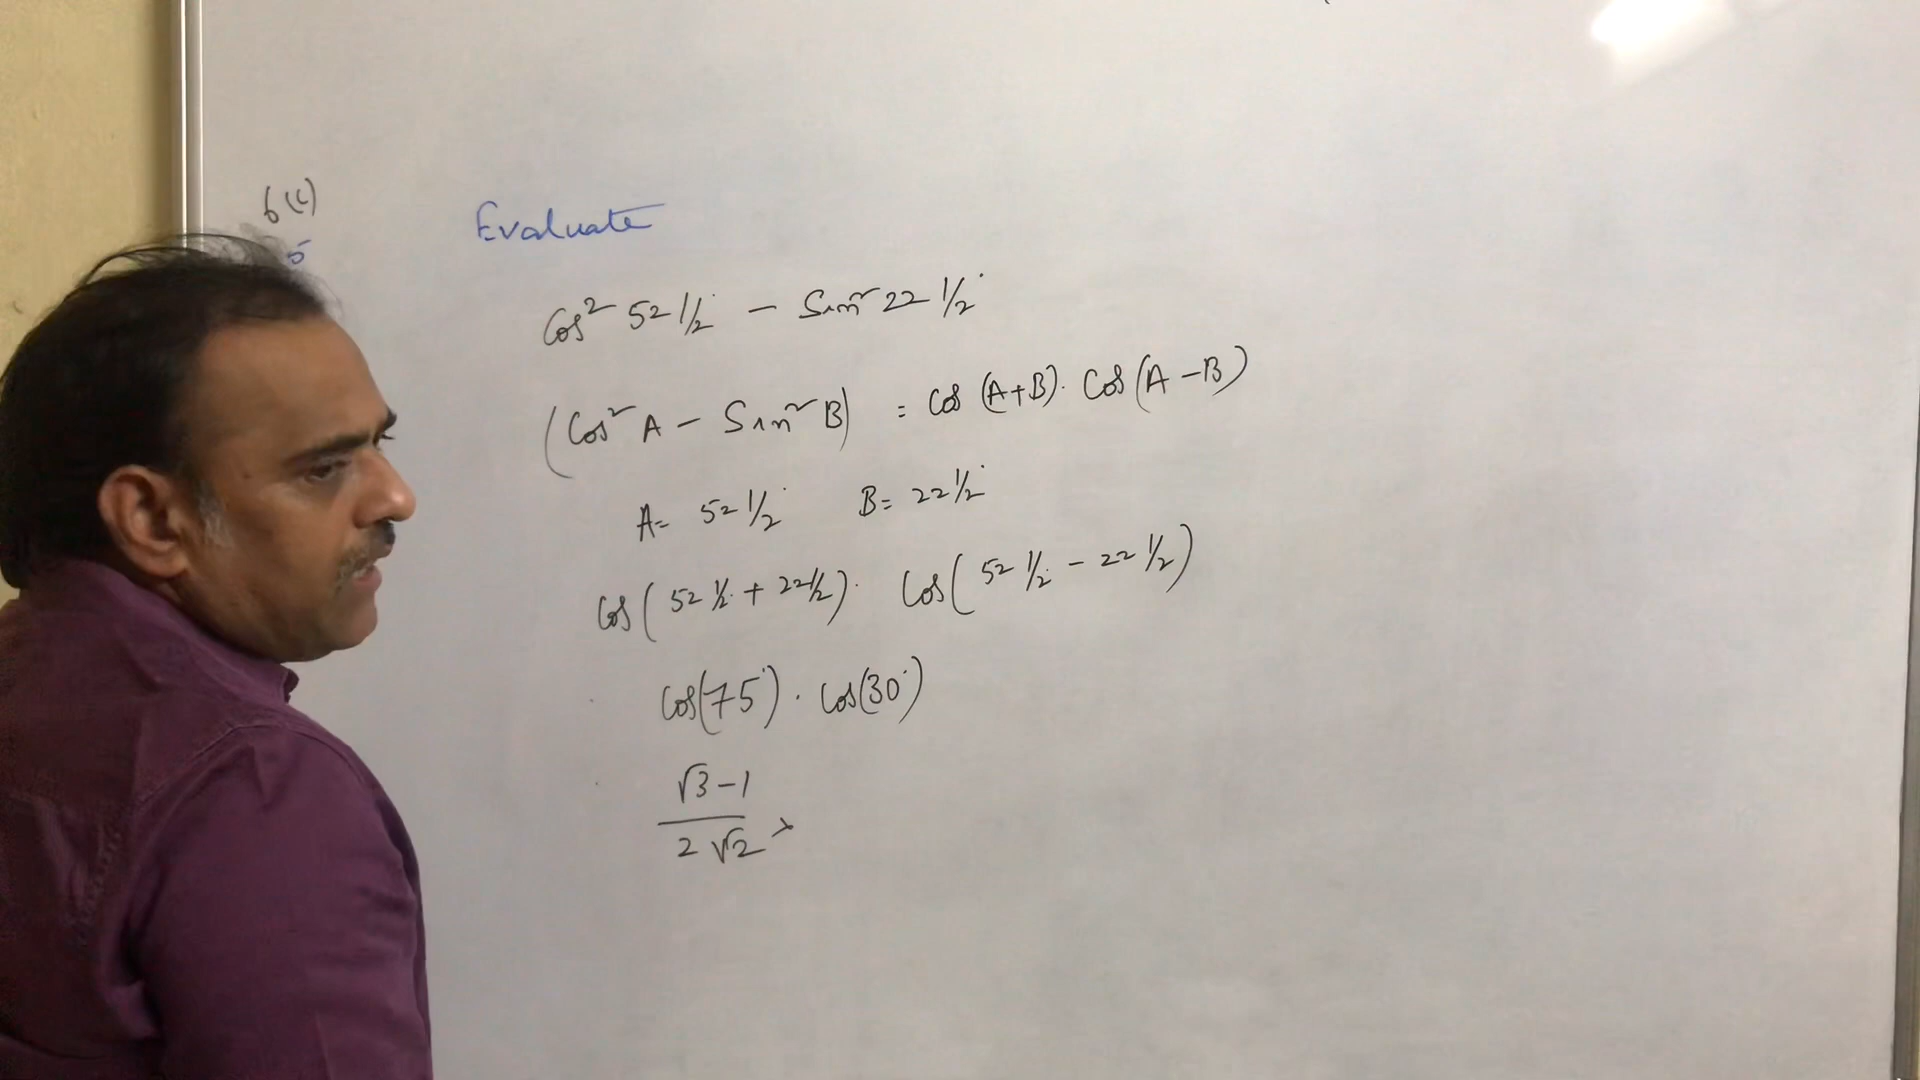 6(c)
5
Evaluate
Cos² 52 1/2° - Sin² 22 1/2°
(Cos² A - Sin² B) = Cos (A+B). Cos (A-B)
A= 52 1/2° B= 22 1/2°
Cos( 52 1/2 + 22 1/2 ). Cos( 52 1/2 - 22 1/2 )
Cos(75°) . Cos(30°)
√3 - 1
2 √2 ×